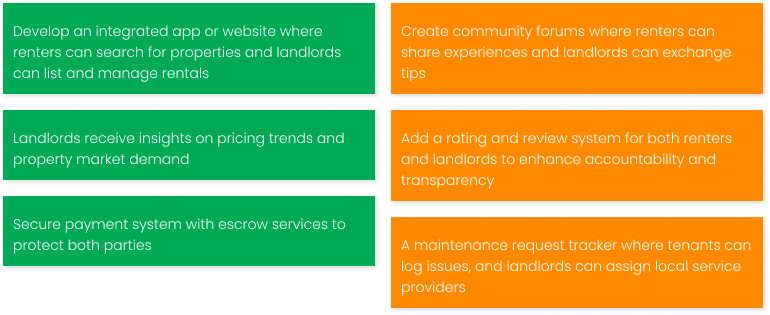 Develop an integrated app or website where
renters can search for properties and landlords
can list and manage rentals
Landlords receive insights on pricing trends and
property market demand
Secure payment system with escrow services to
protect both parties
Create community forums where renters can
share experiences and landlords can exchange
tips
Add a rating and review system for both renters
and landlords to enhance accountability and
transparency
A maintenance request tracker where tenants can
log issues, and landlords can assign local service
providers